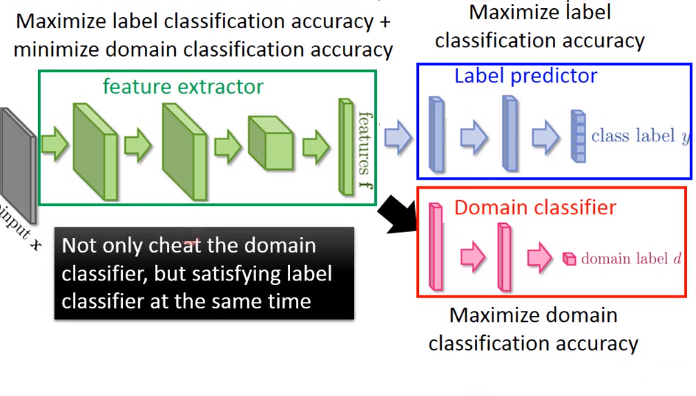 Maximize label classification accuracy +
minimize domain classification accuracy
Maximize label
classification accuracy
feature extractor
input x
features f
Label predictor
class label y
Domain classifier
domain label d
Not only cheat the domain
classifier, but satisfying label
classifier at the same time
Maximize domain
classification accuracy